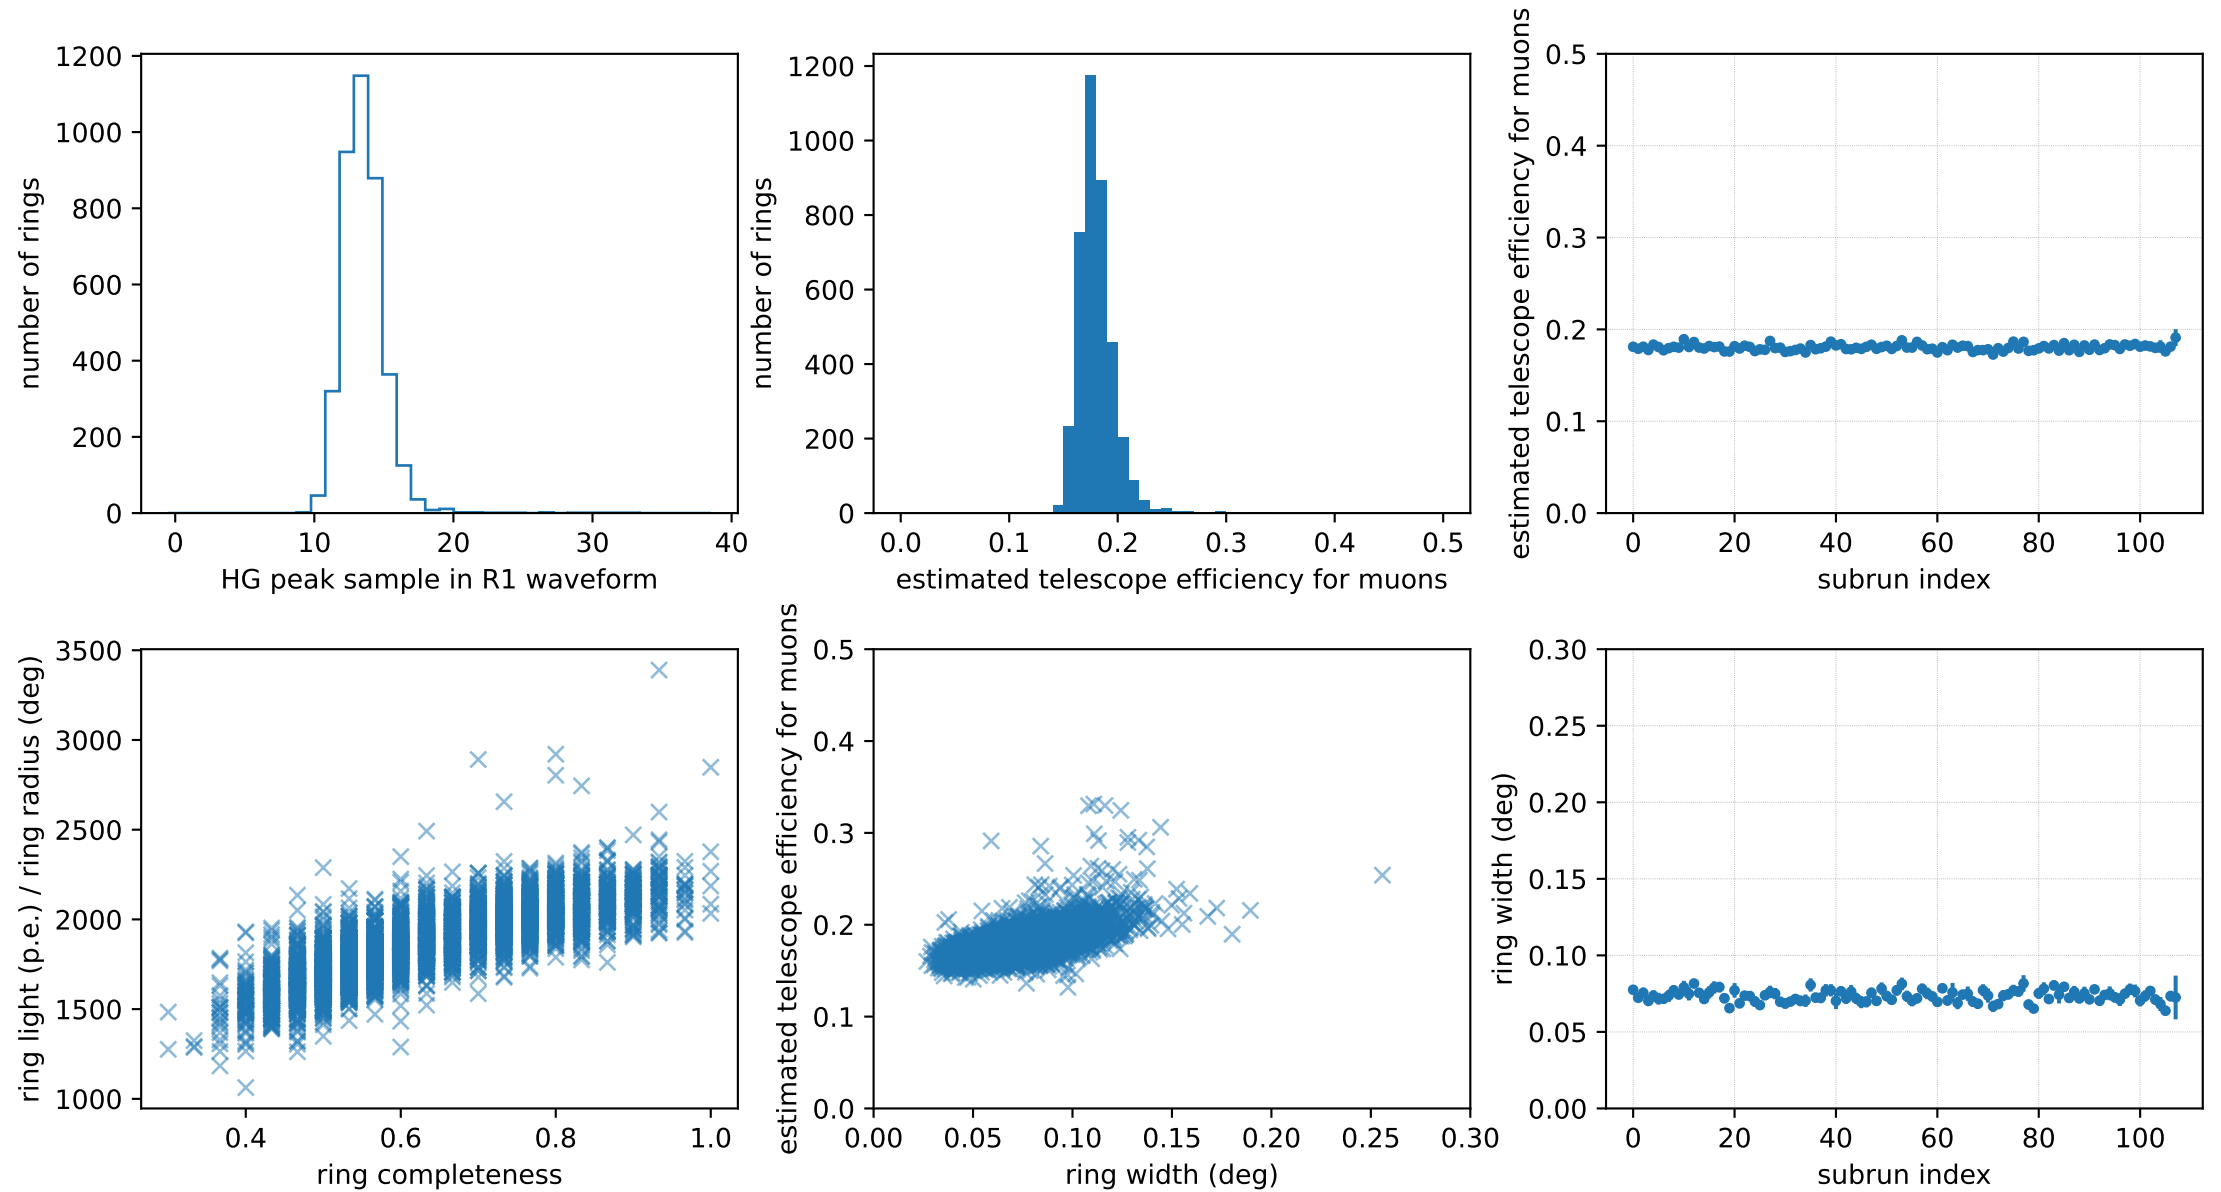 1200
1000
800
600
400
200
0
number of rings
0 10 20 30 40
HG peak sample in R1 waveform
1200
1000
800
600
400
200
0
number of rings
0.0 0.1 0.2 0.3 0.4 0.5
estimated telescope efficiency for muons
0.5
0.4
0.3
0.2
0.1
0.0
estimated telescope efficiency for muons
0 20 40 60 80 100
subrun index
3500
3000
2500
2000
1500
1000
ring light (p.e.) / ring radius (deg)
0.4 0.6 0.8 1.0
ring completeness
0.5
0.4
0.3
0.2
0.1
0.0
estimated telescope efficiency for muons
0.00 0.05 0.10 0.15 0.20 0.25 0.30
ring width (deg)
0.30
0.25
0.20
0.15
0.10
0.05
0.00
ring width (deg)
0 20 40 60 80 100
subrun index